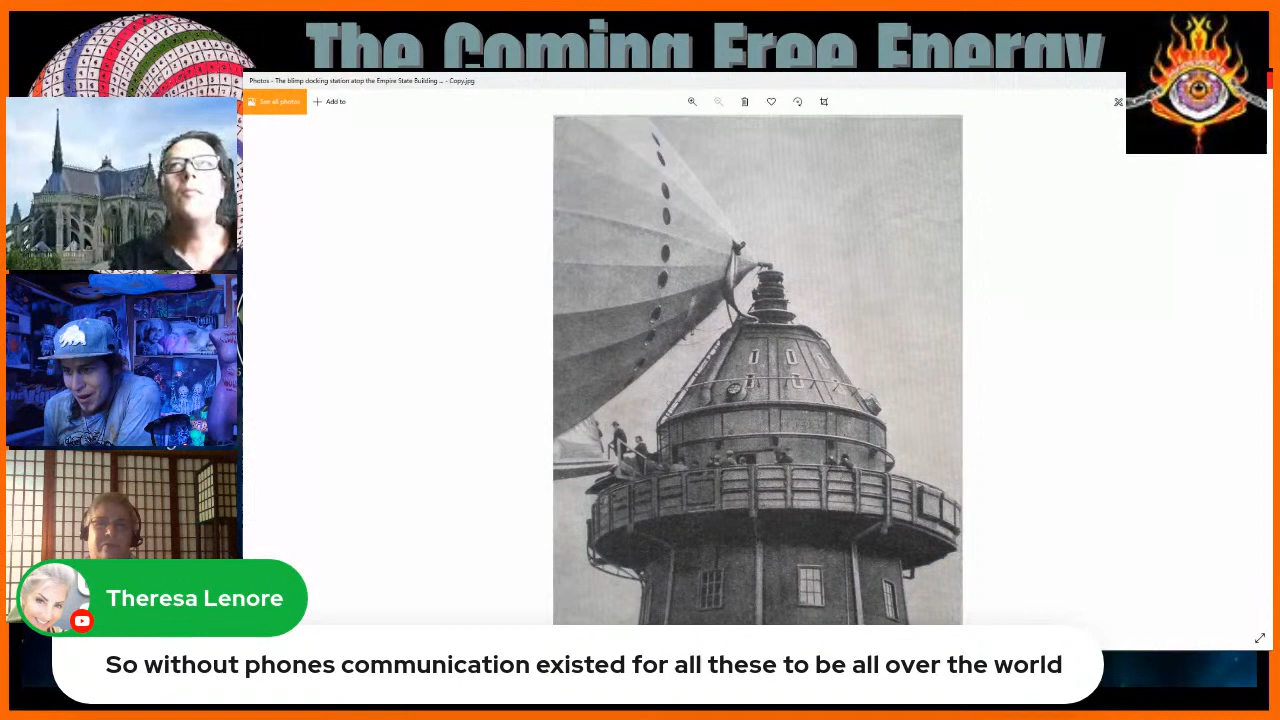 The Coming Free Energy
Photos - The blimp docking station atop the Empire State Building ... - Copy.jpg
See all photos
Add to
Theresa Lenore
So without phones communication existed for all these to be all over the world